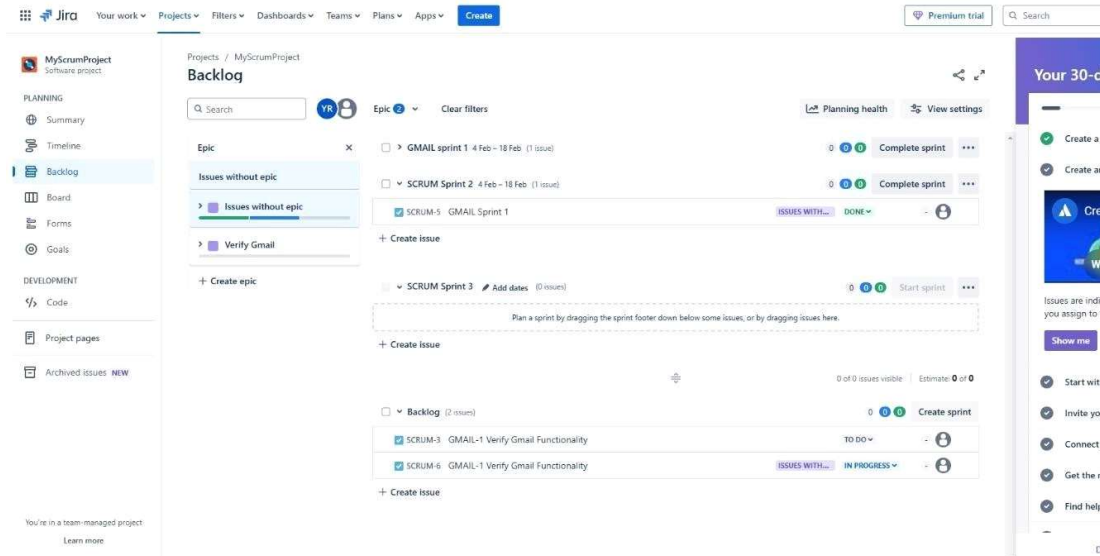 Jira Your work Projects Filters Dashboards Teams Plans Apps Create Premium trial Search
MyScrumProject
Software project
PLANNING
Summary
Timeline
Backlog
Board
Forms
Goals
DEVELOPMENT
Code
Project pages
Archived issues NEW
You're in a team-managed project
Learn more
Projects / MyScrumProject
Backlog
Search YR Epic 2 Clear filters Planning health View settings
Epic
Issues without epic
Issues without epic
Verify Gmail
+ Create epic
GMAIL sprint 1 4 Feb – 18 Feb (1 issue) 0 0 0 Complete sprint
SCRUM Sprint 2 4 Feb – 18 Feb (1 issue) 0 0 0 Complete sprint
SCRUM-5 GMAIL Sprint 1 ISSUES WITH... DONE -
+ Create issue
SCRUM Sprint 3 Add dates (0 issues) 0 0 0 Start sprint
Plan a sprint by dragging the sprint footer down below some issues, or by dragging issues here.
+ Create issue
0 of 0 issues visible Estimate: 0 of 0
Backlog (2 issues) 0 0 0 Create sprint
SCRUM-3 GMAIL-1 Verify Gmail Functionality TO DO -
SCRUM-6 GMAIL-1 Verify Gmail Functionality ISSUES WITH... IN PROGRESS -
+ Create issue
Your 30-d
Create a
Create an
Cre
W
Issues are indi
you assign to
Show me
Start wit
Invite yo
Connect
Get the
Find help